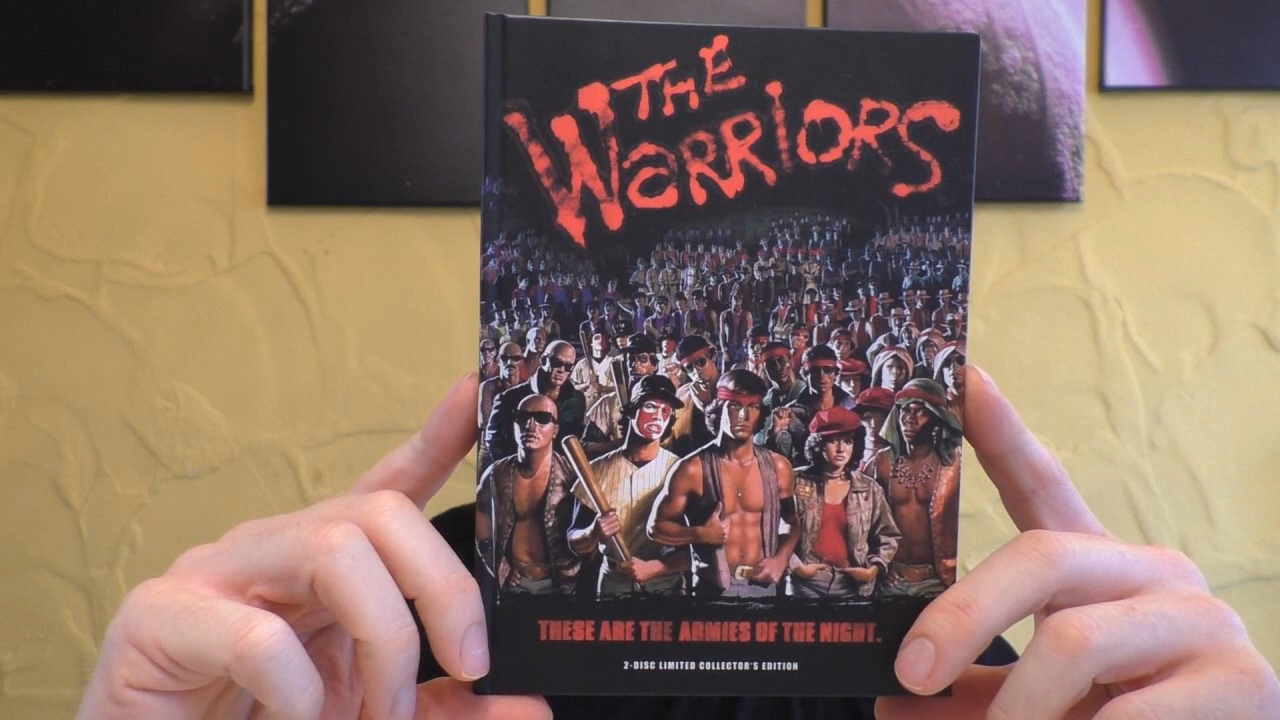 THE
WARRIORS
THESE ARE THE ARMIES OF THE NIGHT.
2-DISC LIMITED COLLECTOR'S EDITION